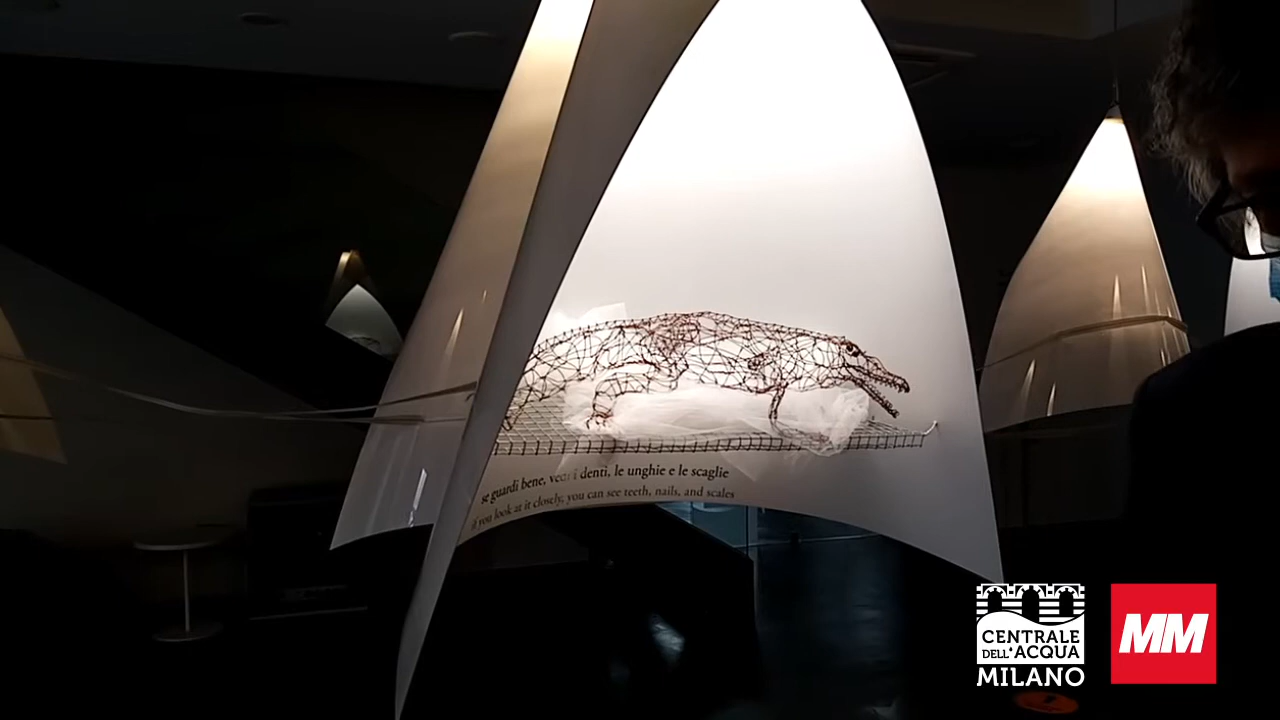 se guardi bene, vedi i denti, le unghie e le scaglie
if you look at it closely, you can see teeth, nails, and scales
CENTRALE
DELL'ACQUA
MILANO
MM